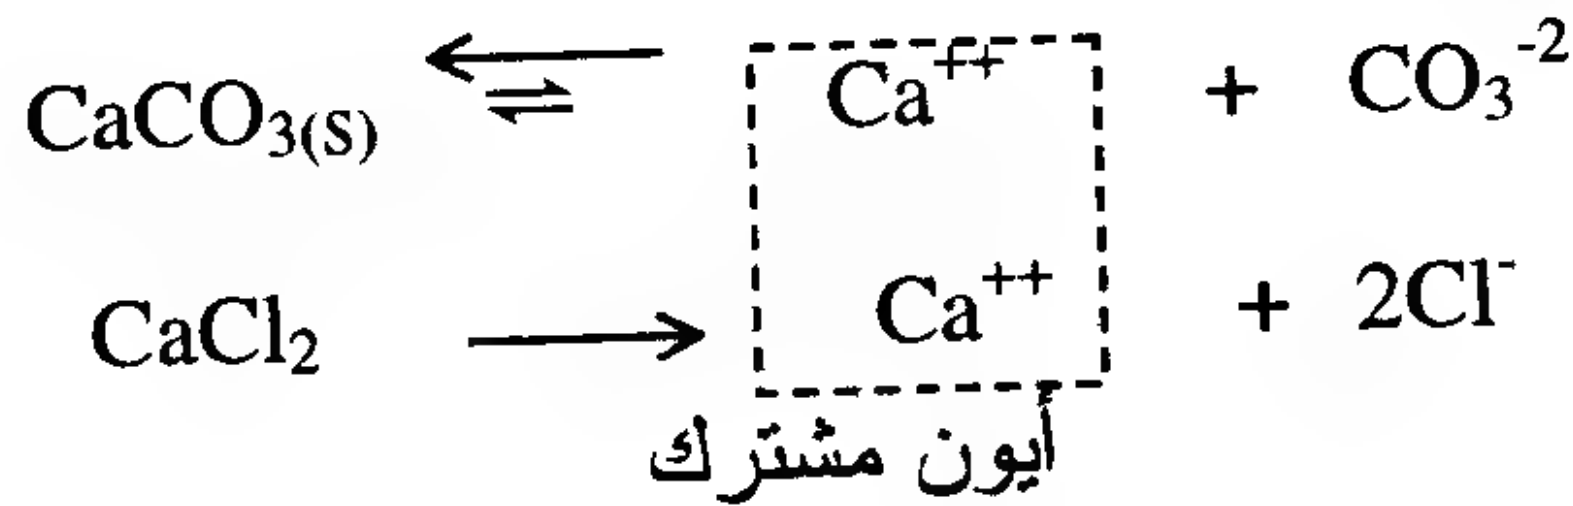 CaCO₃(S) ⇌ Ca⁺⁺ + CO₃⁻²
CaCl₂ → Ca⁺⁺ + 2Cl⁻
أيون مشترك